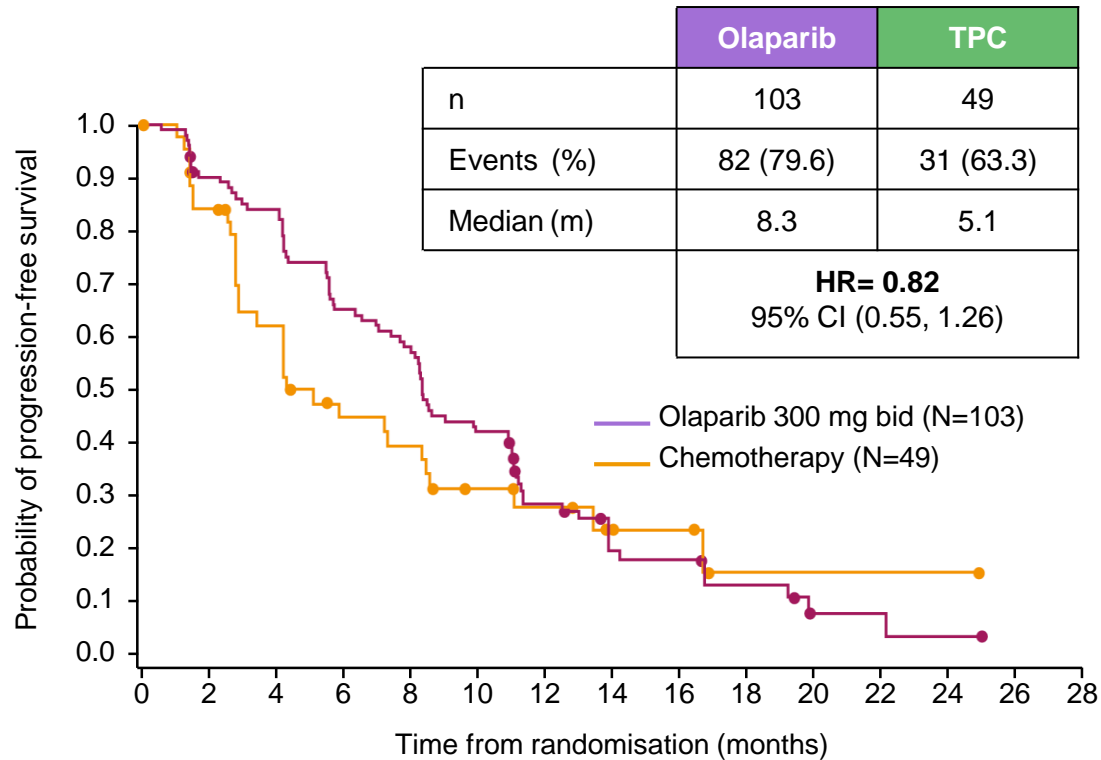 Olaparib TPC
n 103 49
Events (%) 82 (79.6) 31 (63.3)
Median (m) 8.3 5.1
HR= 0.82
95% CI (0.55, 1.26)
Probability of progression-free survival
1.0
0.9
0.8
0.7
0.6
0.5
0.4
0.3
0.2
0.1
0.0
Olaparib 300 mg bid (N=103)
Chemotherapy (N=49)
0 2 4 6 8 10 12 14 16 18 20 22 24 26 28
Time from randomisation (months)